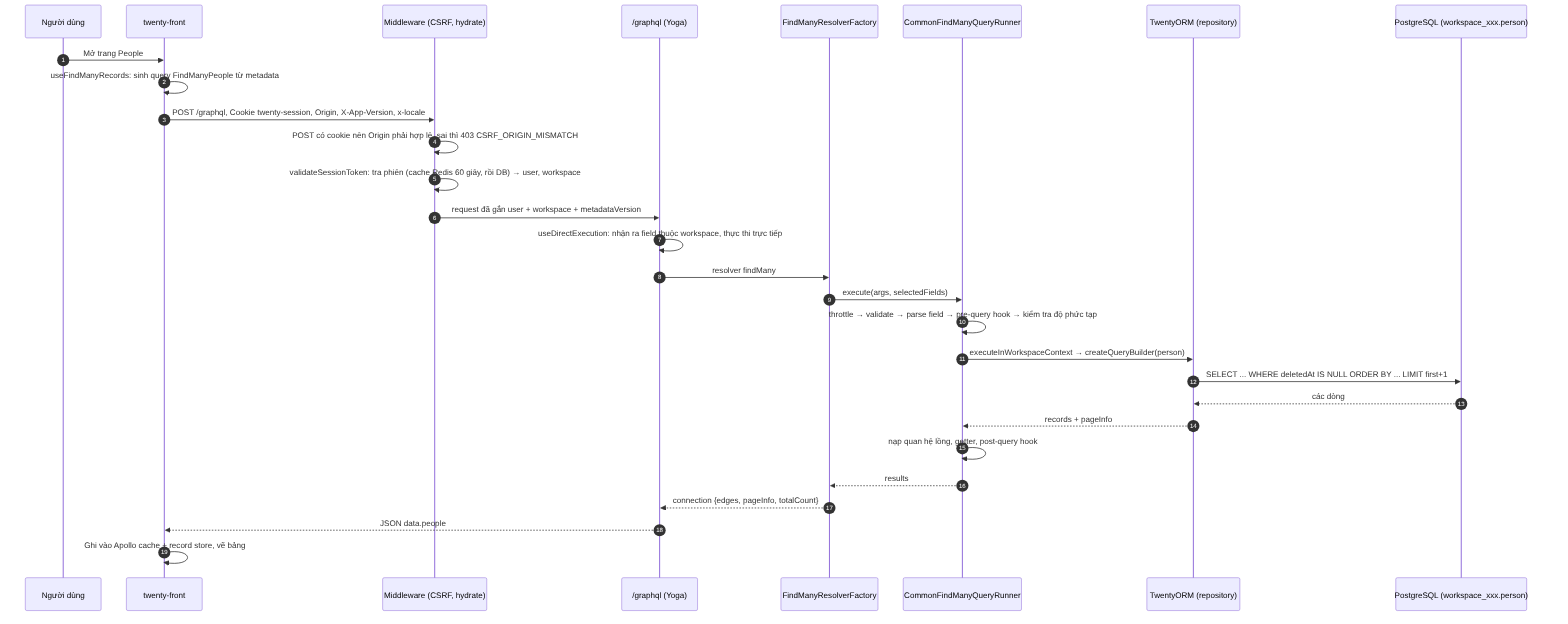 Người dùng
twenty-front
Middleware (CSRF, hydrate)
/graphql (Yoga)
FindManyResolverFactory
CommonFindManyQueryRunner
TwentyORM (repository)
PostgreSQL (workspace_xxx.person)
Mở trang People
1
useFindManyRecords: sinh query FindManyPeople từ metadata
2
POST /graphql, Cookie twenty-session, Origin, X-App-Version, x-locale
3
POST có cookie nên Origin phải hợp lệ, sai thì 403 CSRF_ORIGIN_MISMATCH
4
validateSessionToken: tra phiên (cache Redis 60 giây, rồi DB) → user, workspace
5
request đã gắn user + workspace + metadataVersion
6
useDirectExecution: nhận ra field thuộc workspace, thực thi trực tiếp
7
resolver findMany
8
execute(args, selectedFields)
9
throttle → validate → parse field → pre-query hook → kiểm tra độ phức tạp
10
executeInWorkspaceContext → createQueryBuilder(person)
11
SELECT ... WHERE deletedAt IS NULL ORDER BY ... LIMIT first+1
12
các dòng
13
records + pageInfo
14
nạp quan hệ lồng, getter, post-query hook
15
results
16
connection {edges, pageInfo, totalCount}
17
JSON data.people
18
Ghi vào Apollo cache + record store, vẽ bảng
19
Người dùng
twenty-front
Middleware (CSRF, hydrate)
/graphql (Yoga)
FindManyResolverFactory
CommonFindManyQueryRunner
TwentyORM (repository)
PostgreSQL (workspace_xxx.person)